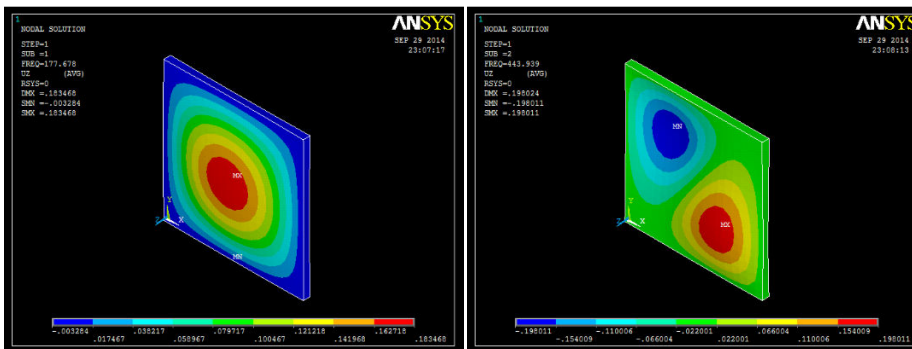 1
ANSYS
NODAL SOLUTION
SEP 29 2014
23:07:17
STEP=1
SUB =1
FREQ=177.678
UZ (AVG)
RSYS=0
DMX =.183468
SMN =-.003284
SMX =.183468
MX
Y
Z X
MN
-.003284 .038217 .079717 .121218 .162718
.017467 .058967 .100467 .141968 .183468
1
ANSYS
NODAL SOLUTION
SEP 29 2014
23:08:13
STEP=1
SUB =2
FREQ=443.939
UZ (AVG)
RSYS=0
DMX =.198024
SMN =-.198011
SMX =.198011
MN
Y
Z X
MX
-.198011 -.110006 -.022001 .066004 .154009
-.154009 -.066004 .022001 .110006 .198011